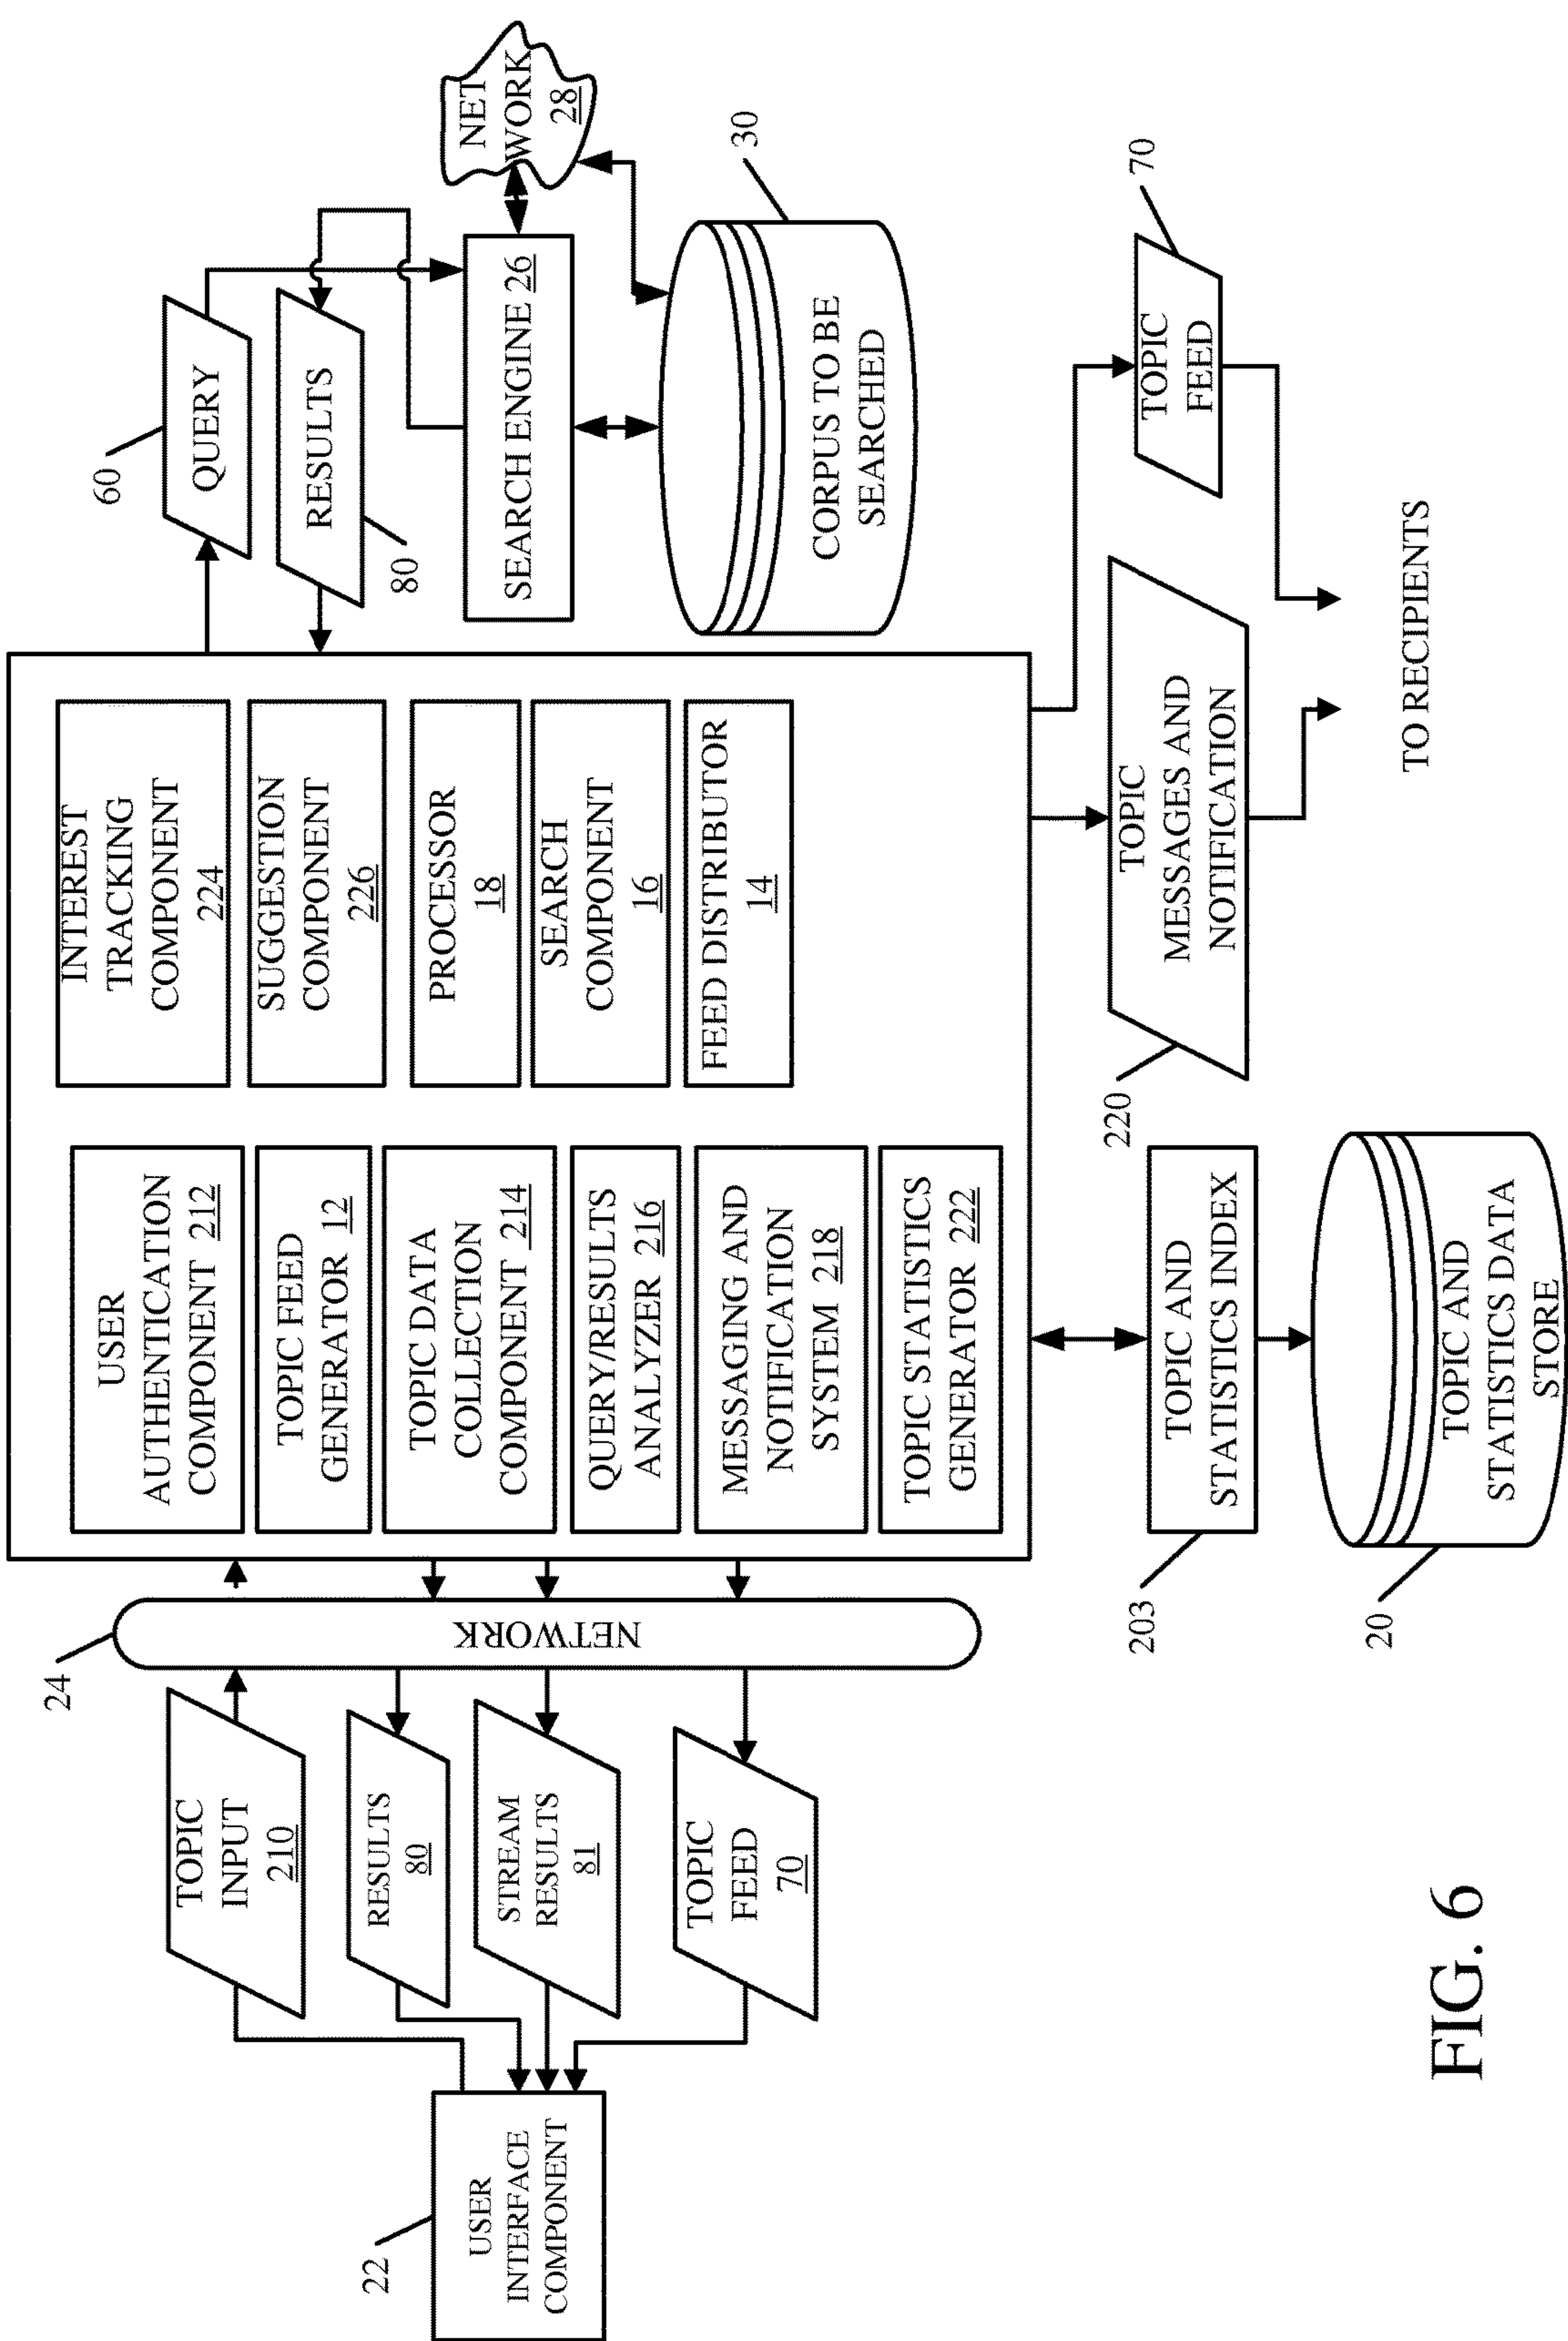 22
USER
INTERFACE
COMPONENT
TOPIC
INPUT
210
RESULTS
80
STREAM
RESULTS
81
TOPIC
FEED
70
24
NETWORK
USER
AUTHENTICATION
COMPONENT 212
TOPIC FEED
GENERATOR 12
TOPIC DATA
COLLECTION
COMPONENT 214
QUERY/RESULTS
ANALYZER 216
MESSAGING AND
NOTIFICATION
SYSTEM 218
TOPIC STATISTICS
GENERATOR 222
INTEREST
TRACKING
COMPONENT
224
SUGGESTION
COMPONENT
226
PROCESSOR
18
SEARCH
COMPONENT
16
FEED DISTRIBUTOR
14
60
QUERY
RESULTS
80
SEARCH ENGINE 26
NET
WORK
28
30
CORPUS TO BE
SEARCHED
203
TOPIC AND
STATISTICS INDEX
20
TOPIC AND
STATISTICS DATA
STORE
220
TOPIC
MESSAGES AND
NOTIFICATION
70
TOPIC
FEED
TO RECIPIENTS
FIG. 6